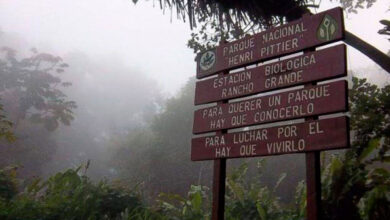 PARQUE NACIONAL
"HENRI PITTIER"
ESTACION BIOLOGICA
RANCHO GRANDE
PARA QUERER UN PARQUE
HAY QUE CONOCERLO
PARA LUCHAR POR EL
HAY QUE VIVIRLO